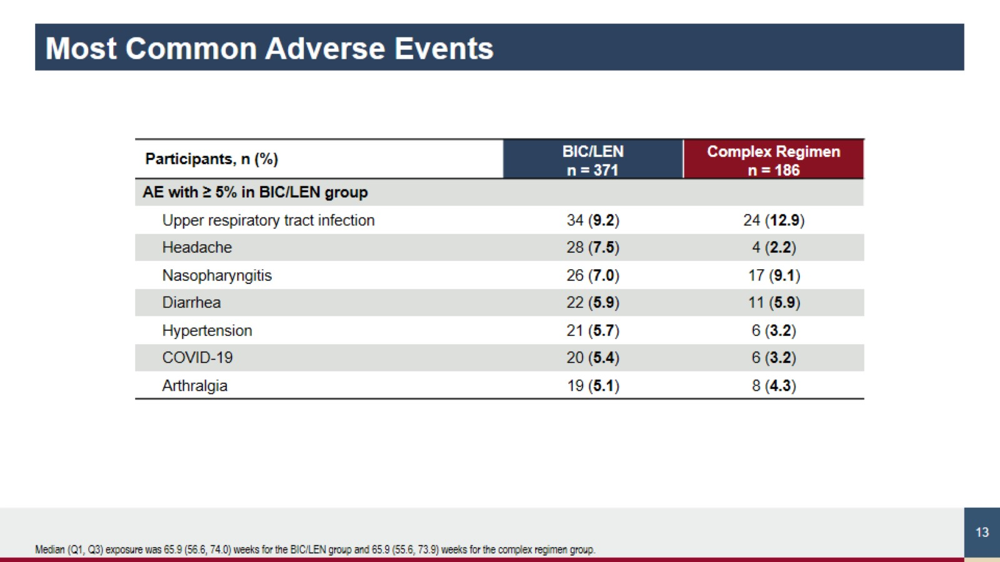 Most Common Adverse Events
Participants, n (%) BIC/LEN n = 371 Complex Regimen n = 186
AE with ≥ 5% in BIC/LEN group
Upper respiratory tract infection 34 (9.2) 24 (12.9)
Headache 28 (7.5) 4 (2.2)
Nasopharyngitis 26 (7.0) 17 (9.1)
Diarrhea 22 (5.9) 11 (5.9)
Hypertension 21 (5.7) 6 (3.2)
COVID-19 20 (5.4) 6 (3.2)
Arthralgia 19 (5.1) 8 (4.3)
13
Median (Q1, Q3) exposure was 65.9 (56.6, 74.0) weeks for the BIC/LEN group and 65.9 (55.6, 73.9) weeks for the complex regimen group.